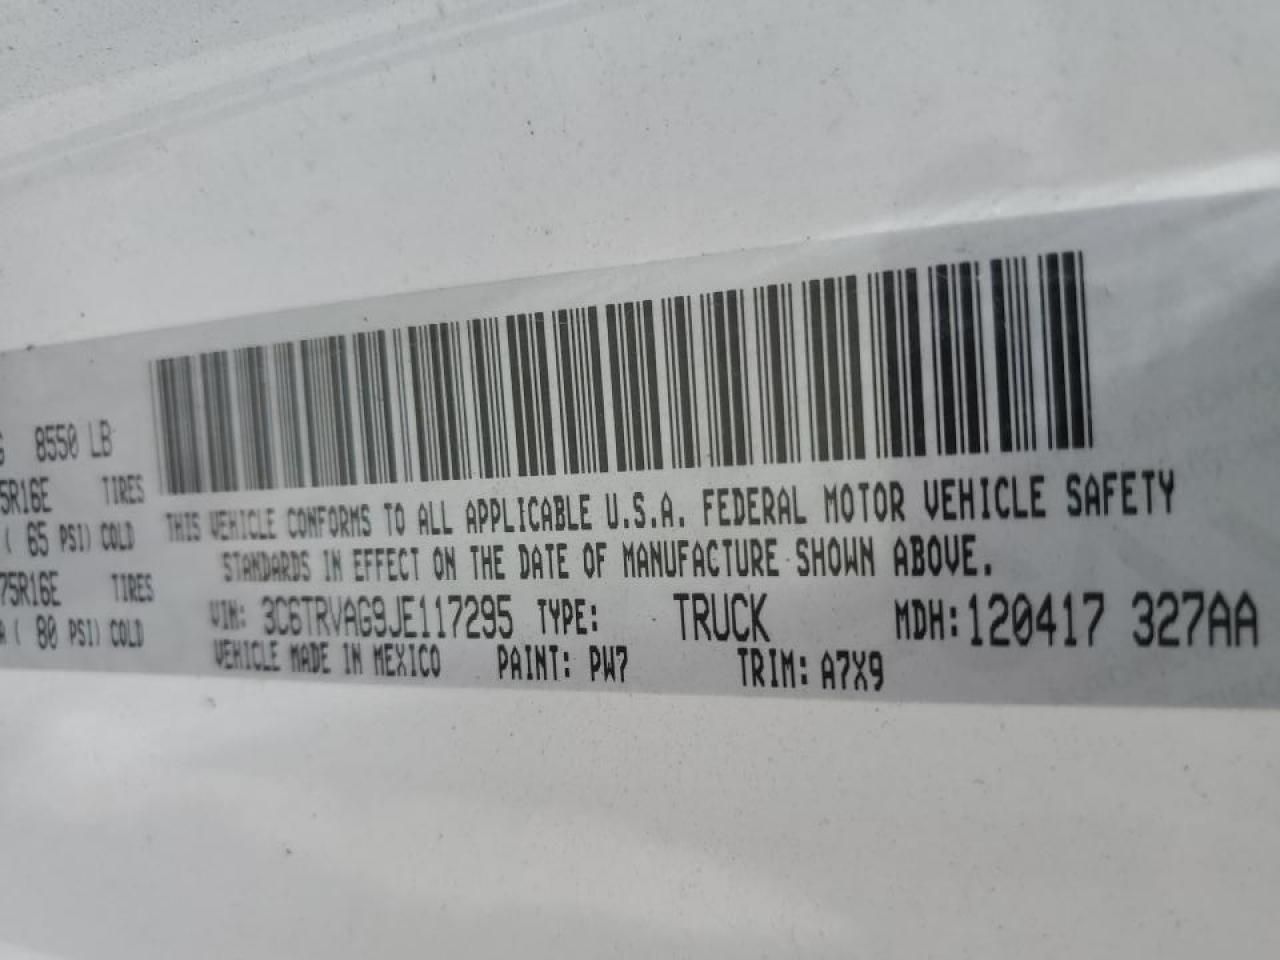 8550 LB
5R16E TIRES
( 65 PSI) COLD
75R16E TIRES
( 80 PSI) COLD
THIS VEHICLE CONFORMS TO ALL APPLICABLE U.S.A. FEDERAL MOTOR VEHICLE SAFETY
STANDARDS IN EFFECT ON THE DATE OF MANUFACTURE SHOWN ABOVE.
VIN: 3C6TRVAG9JE117295 TYPE: TRUCK MDH: 120417 327AA
VEHICLE MADE IN MEXICO PAINT: PW7 TRIM: A7X9